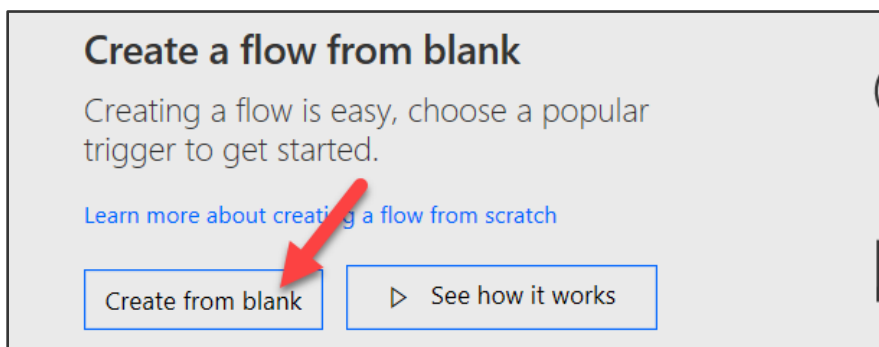 Create a flow from blank
Creating a flow is easy, choose a popular
trigger to get started.
Learn more about creating a flow from scratch
Create from blank
See how it works